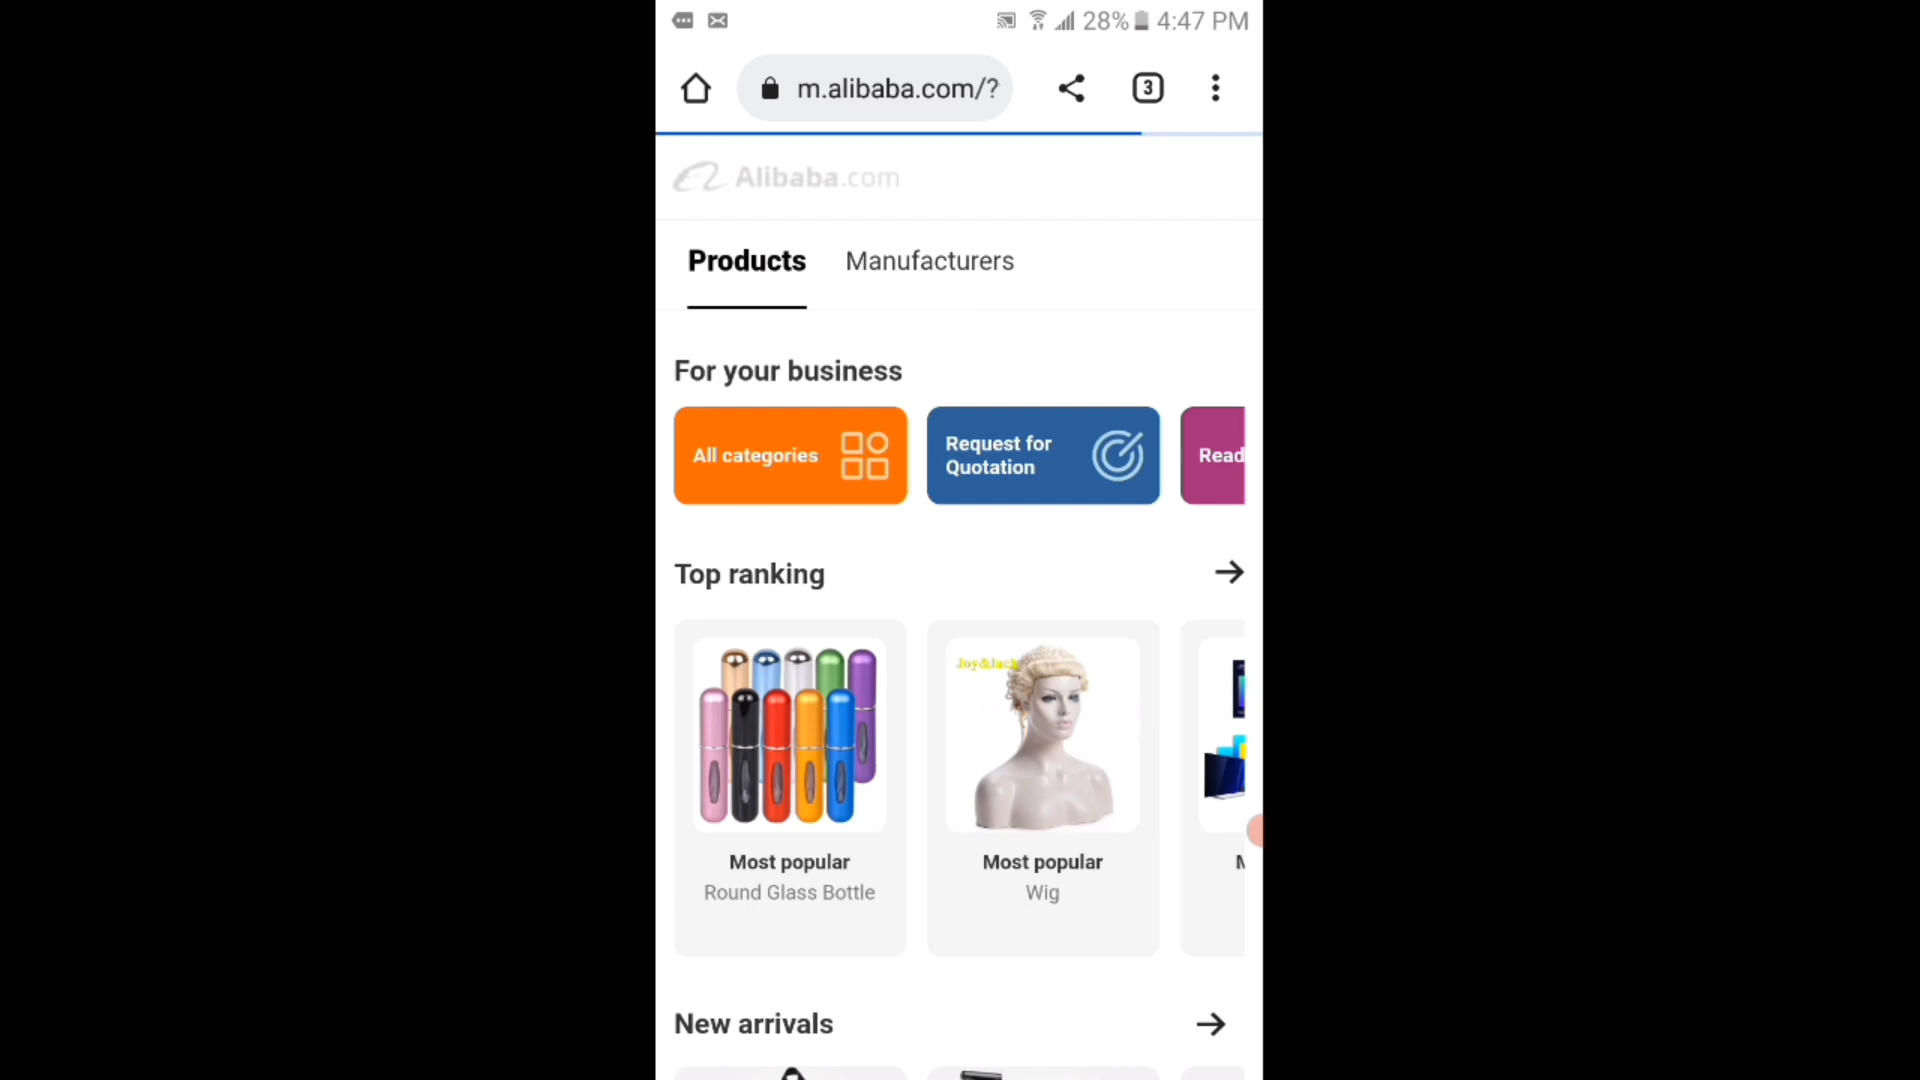 28% 4:47 PM
m.alibaba.com/?
3
Alibaba.com
Products Manufacturers
For your business
All categories
Request for
Quotation
Read
Top ranking
Joy&luck
Most popular
Round Glass Bottle
Most popular
Wig
New arrivals